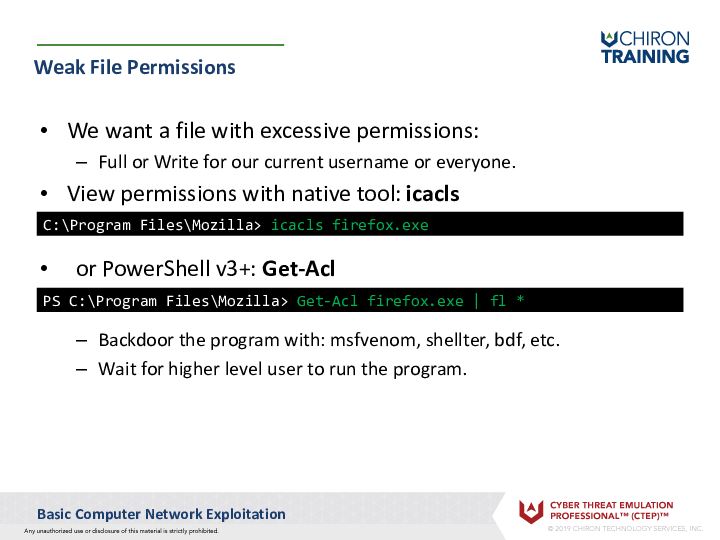 CHIRON
TRAINING
Weak File Permissions
• We want a file with excessive permissions:
– Full or Write for our current username or everyone.
• View permissions with native tool: icacls
C:\Program Files\Mozilla> icacls firefox.exe
• or PowerShell v3+: Get-Acl
PS C:\Program Files\Mozilla> Get-Acl firefox.exe | fl *
– Backdoor the program with: msfvenom, shellter, bdf, etc.
– Wait for higher level user to run the program.
Basic Computer Network Exploitation
Any unauthorized use or disclosure of this material is strictly prohibited.
CYBER THREAT EMULATION
PROFESSIONAL™ (CTEP)™
© 2019 CHIRON TECHNOLOGY SERVICES, INC.